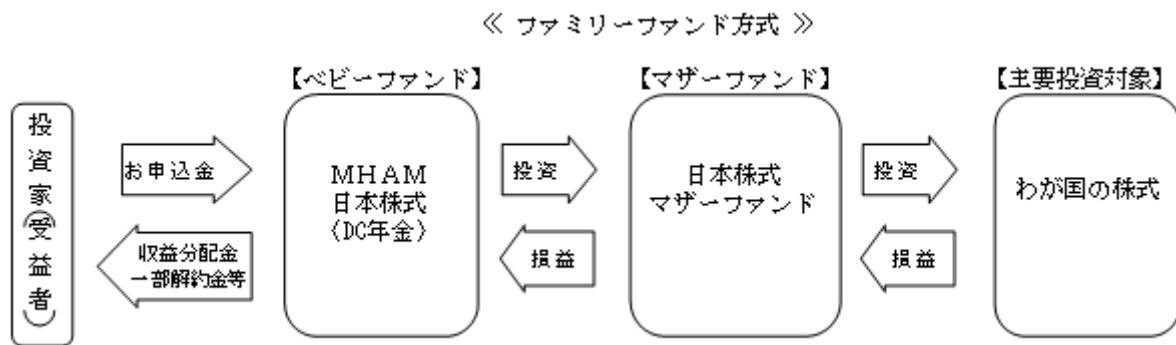 ≪ ファミリーファンド方式 ≫
【ベビーファンド】
【マザーファンド】
【主要投資対象】
投資家(受益者)
お申込金
収益分配金
一部解約金等
MHAM
日本株式
(DC年金)
投資
損益
日本株式
マザーファンド
投資
損益
わが国の株式